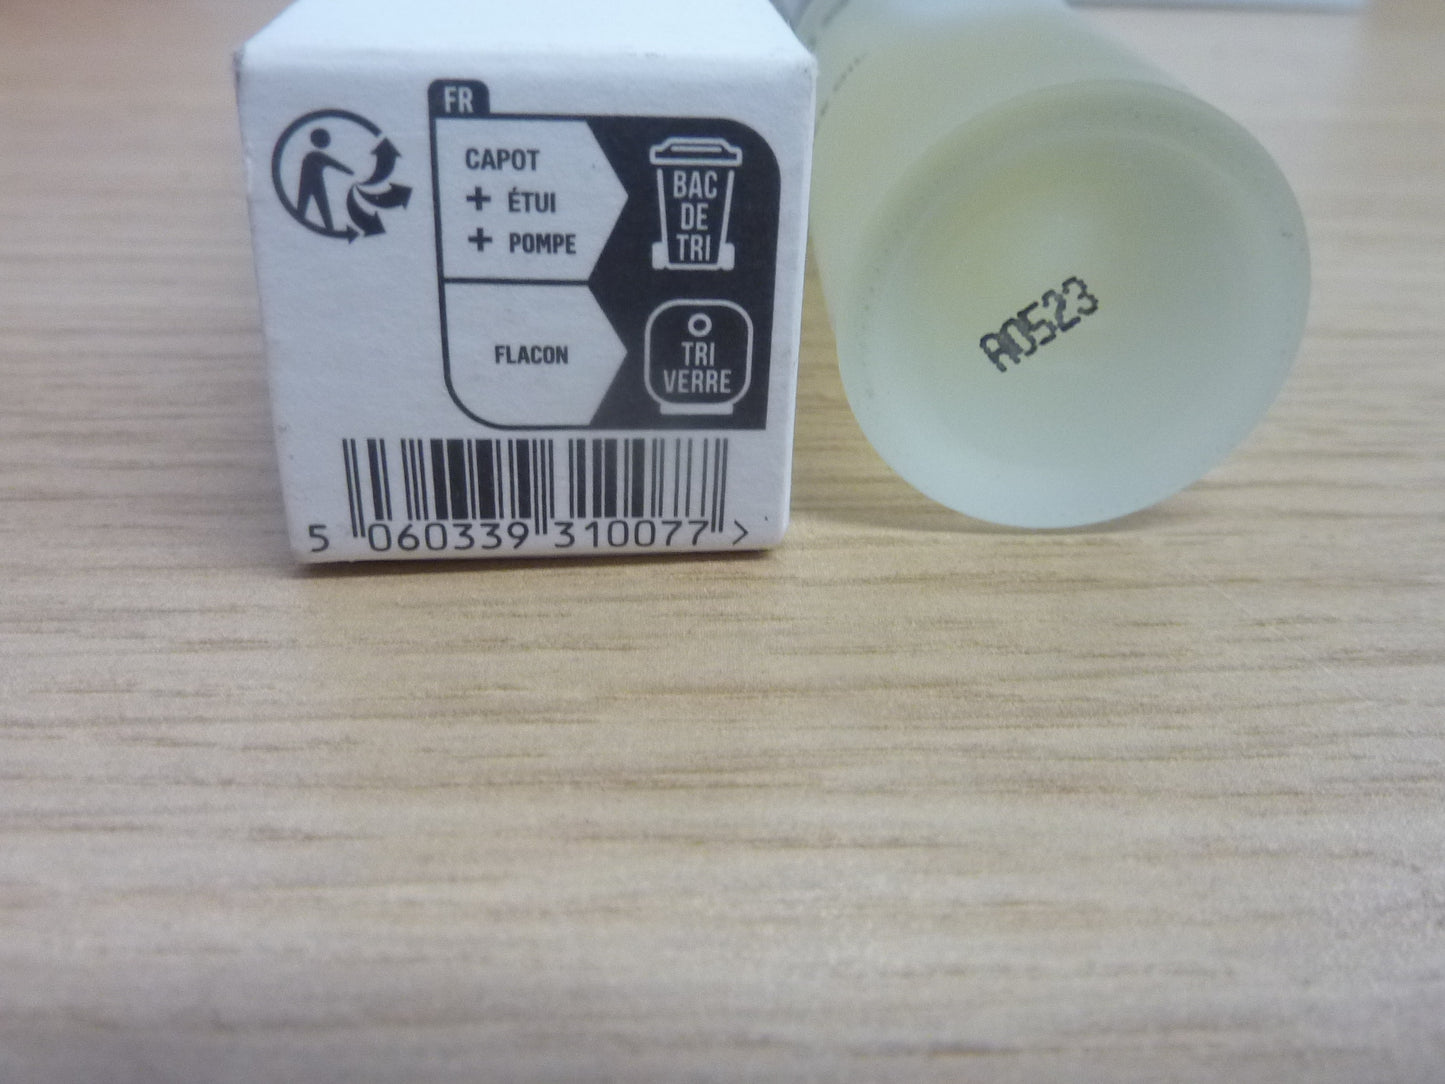 FR
CAPOT
+ ÉTUI
+ POMPE
BAC
DE
TRI
FLACON
TRI
VERRE
5 060339 310077 >
A0523